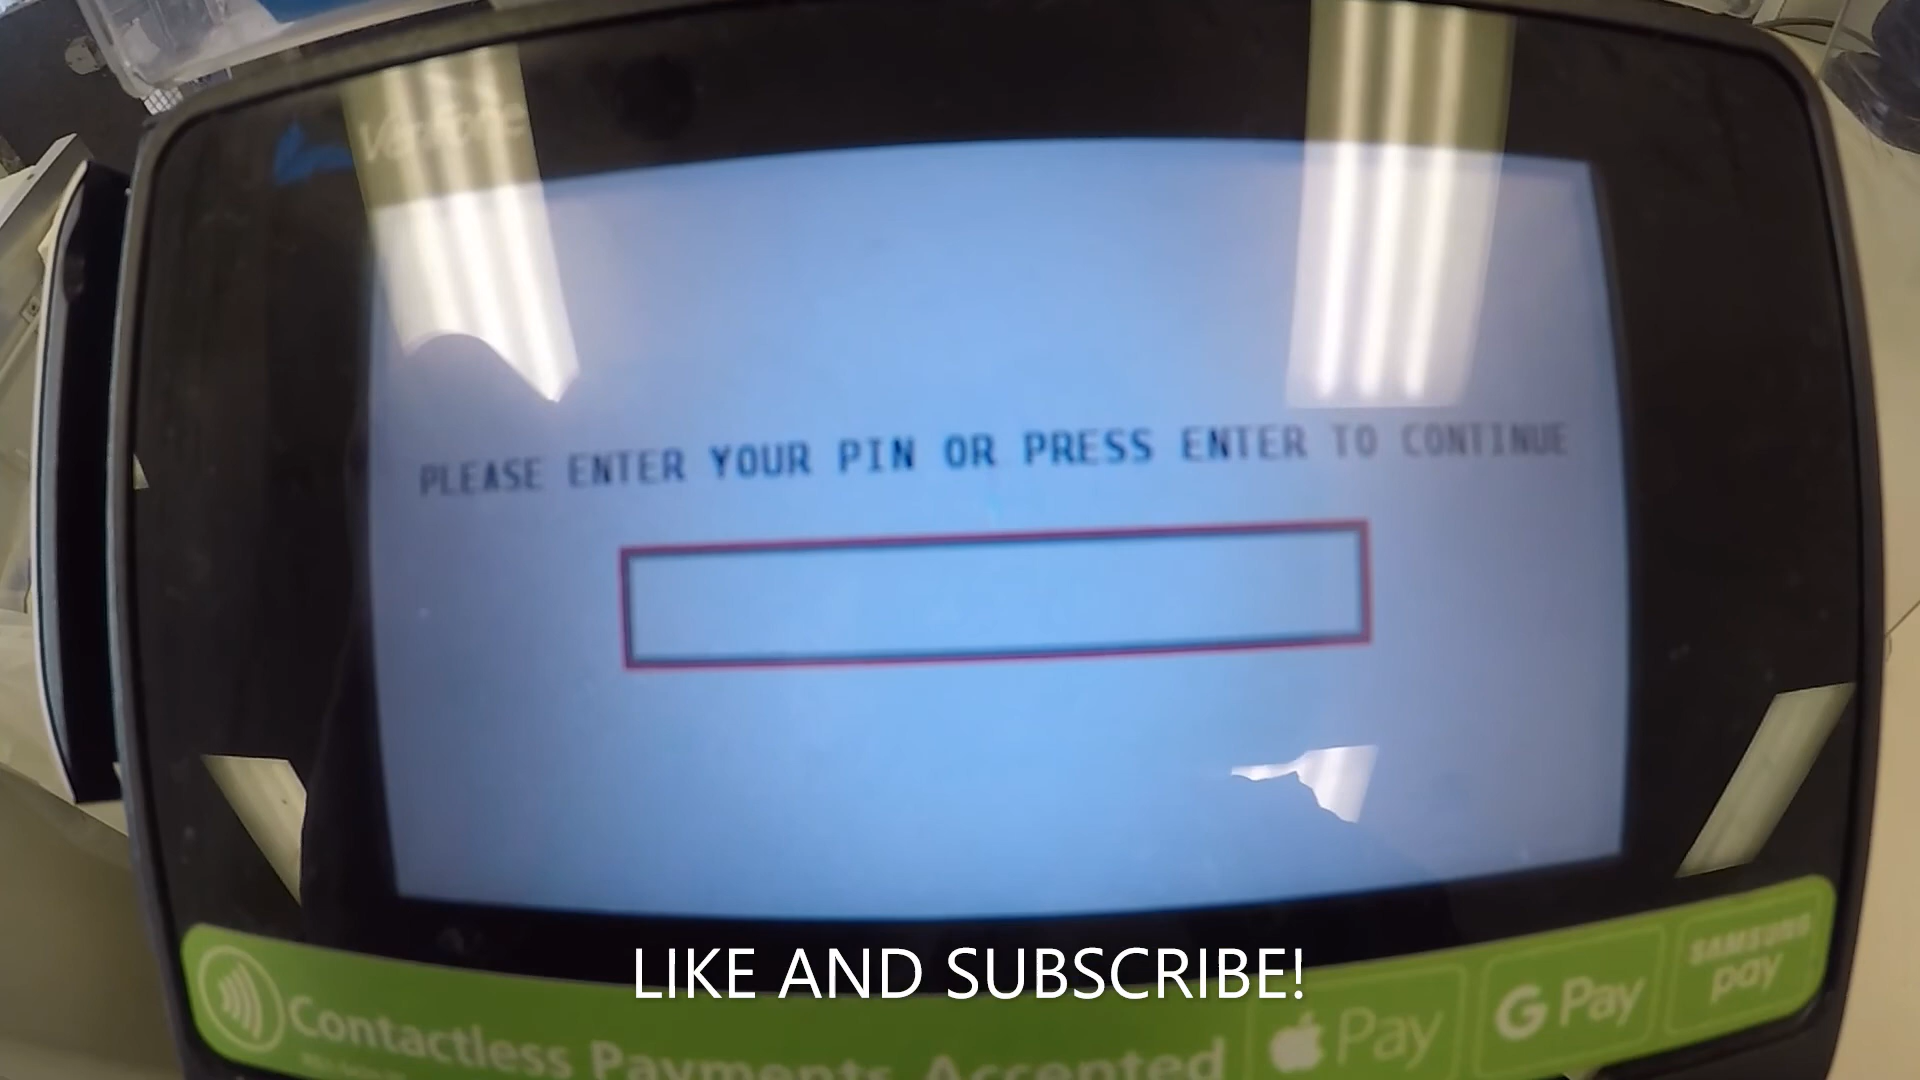 Verifone
PLEASE ENTER YOUR PIN OR PRESS ENTER TO CONTINUE
LIKE AND SUBSCRIBE!
Contactless Payments Accepted
Pay
G Pay
SAMSUNG
pay